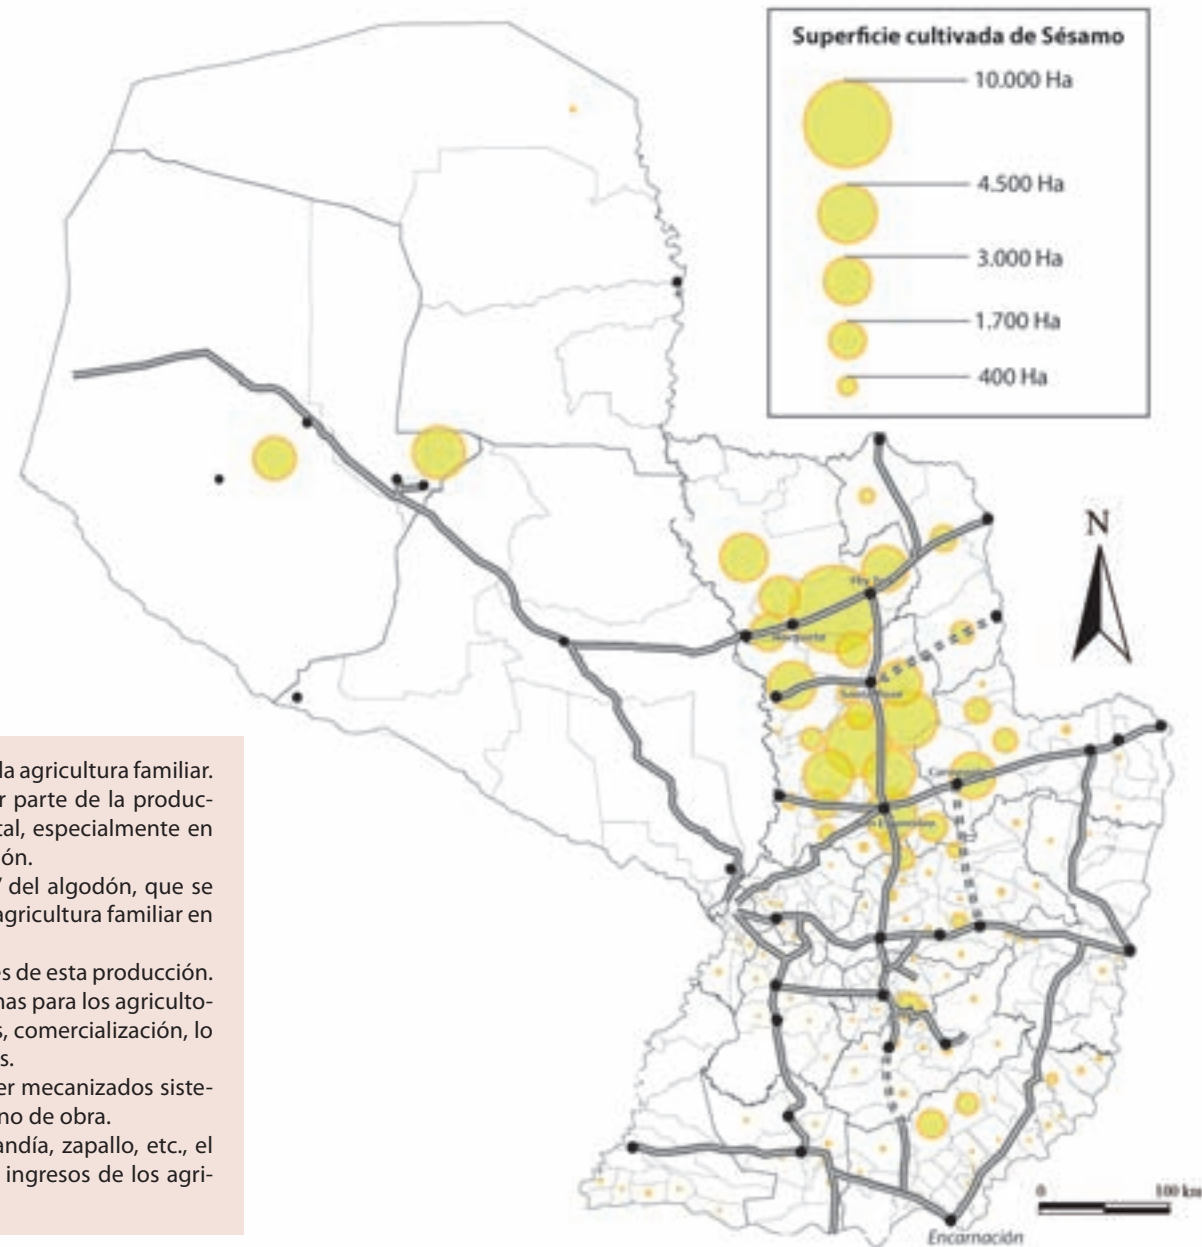 Superficie cultivada de Sésamo
10.000 Ha
4.500 Ha
3.000 Ha
1.700 Ha
400 Ha
N
la agricultura familiar.
r parte de la produc-
tal, especialmente en
ón.
del algodón, que se
agricultura familiar en
es de esta producción.
nas para los agriculto-
s, comercialización, lo
s.
er mecanizados siste-
no de obra.
andía, zapallo, etc., el
ingresos de los agri-
0 100 km
Encarnación